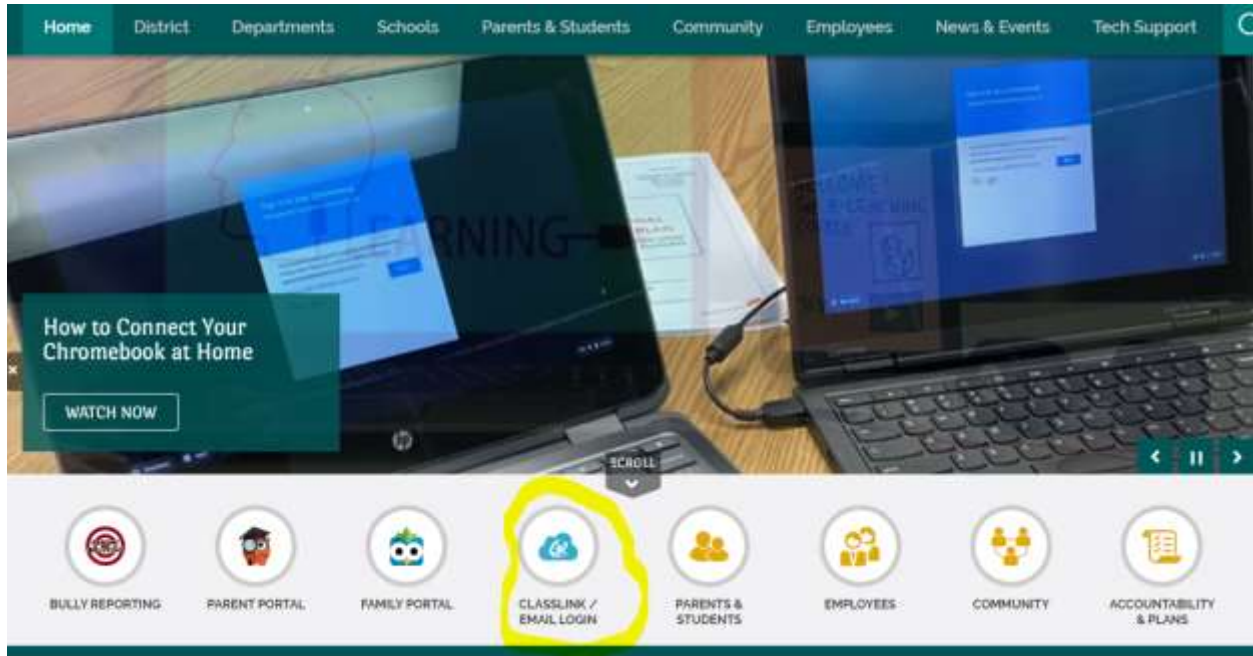 Home District Departments Schools Parents & Students Community Employees News & Events Tech Support
LEARNING
How to Connect Your
Chromebook at Home
WATCH NOW
SCROLL
BULLY REPORTING
PARENT PORTAL
FAMILY PORTAL
CLASSLINK /
EMAIL LOGIN
PARENTS &
STUDENTS
EMPLOYEES
COMMUNITY
ACCOUNTABILITY
& PLANS